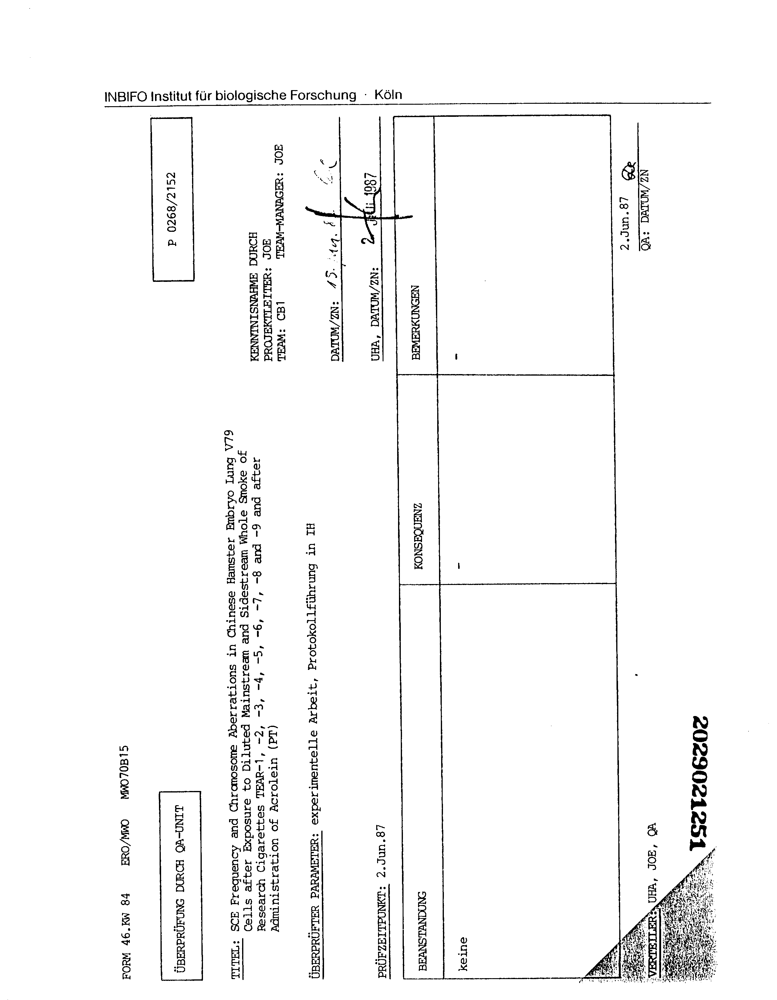 INBIFO Institut für biologische Forschung · Köln
FORM 46.KW 84 ERO/MWO MWO70B15
ÜBERPRÜFUNG DURCH QA-UNIT
P 0268/2152
TITEL: SCE Frequency and Chromosome Aberrations in Chinese Hamster Embryo Lung V79
Cells after Exposure to Diluted Mainstream and Sidestream Whole Smoke of
Research Cigarettes TEAR-1, -2, -3, -4, -5, -6, -7, -8 and -9 and after
Administration of Acrolein (PT)
KENNTNISNAHME DURCH
PROJEKTLEITER: JOE
TEAM: CB1 TEAM-MANAGER: JOE
ÜBERPRÜFTER PARAMETER: experimentelle Arbeit, Protokollführung in IH
DATUM/ZN: 15.
PRÜFZEITPUNKT: 2.Jun.87
UHA, DATUM/ZN: 2. 1987
BEANSTANDUNG KONSEQUENZ BEMERKUNGEN
keine - -
2.Jun.87
QA: DATUM/ZN
VERTEILER: UHA, JOE, QA
2029021251